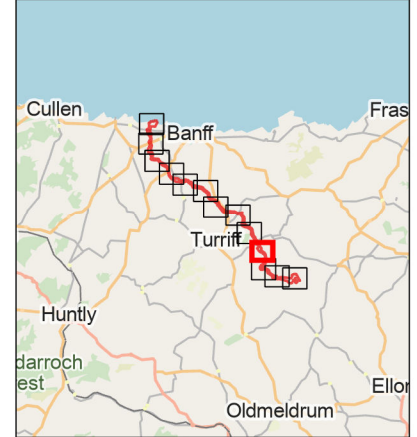 Cullen
Fras
Banff
Turriff
Huntly
darroch
est
Ellor
Oldmeldrum